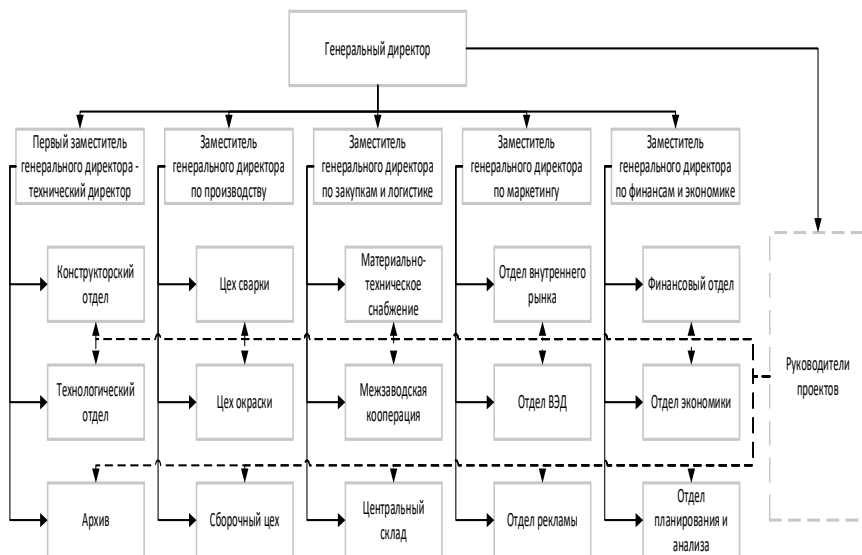 Генеральный директор
Первый заместитель
генерального директора -
технический директор
Заместитель
генерального директора
по производству
Заместитель
генерального директора
по закупкам и логистике
Заместитель
генерального директора
по маркетингу
Заместитель
генерального директора
по финансам и экономике
Конструкторский
отдел
Цех сварки
Материально-
техническое
снабжение
Отдел внутреннего
рынка
Финансовый отдел
Руководители
проектов
Технологический
отдел
Цех окраски
Межзаводская
кооперация
Отдел ВЭД
Отдел экономики
Архив
Сборочный цех
Центральный
склад
Отдел рекламы
Отдел
планирования и
анализа